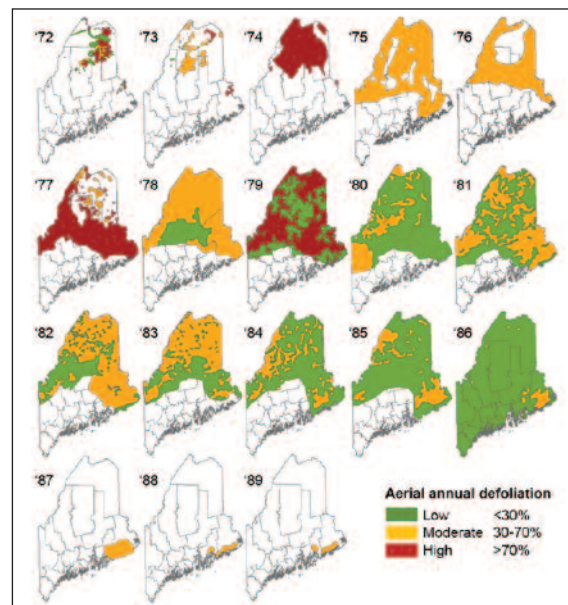 '72 '73 '74 '75 '76
'77 '78 '79 '80 '81
'82 '83 '84 '85 '86
'87 '88 '89
Aerial annual defoliation
Low <30%
Moderate 30-70%
High >70%